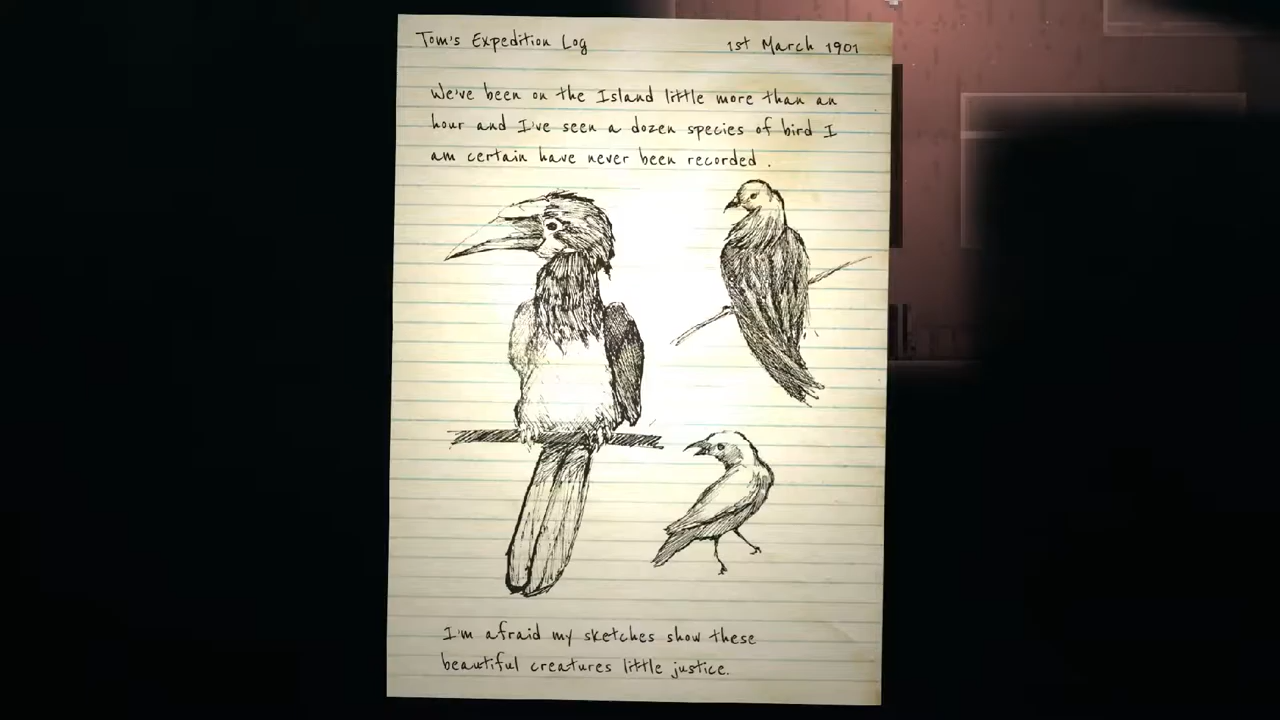 Tom's Expedition Log
1st March 1901
We've been on the Island little more than an
hour and I've seen a dozen species of bird I
am certain have never been recorded.
I'm afraid my sketches show these
beautiful creatures little justice.